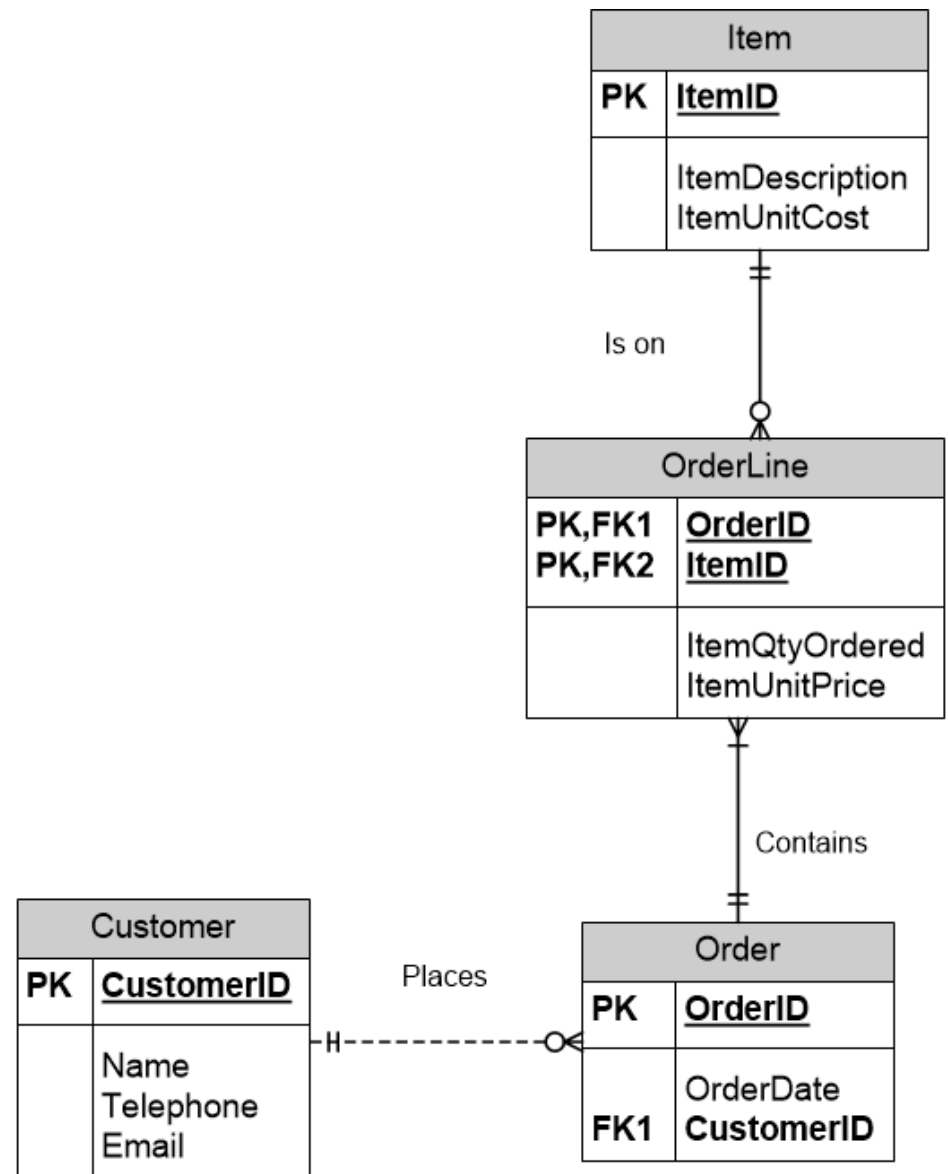 Item
PK ItemID
ItemDescription
ItemUnitCost
Is on
OrderLine
PK,FK1 OrderID
PK,FK2 ItemID
ItemQtyOrdered
ItemUnitPrice
Contains
Customer
PK CustomerID
Name
Telephone
Email
Places
Order
PK OrderID
OrderDate
FK1 CustomerID